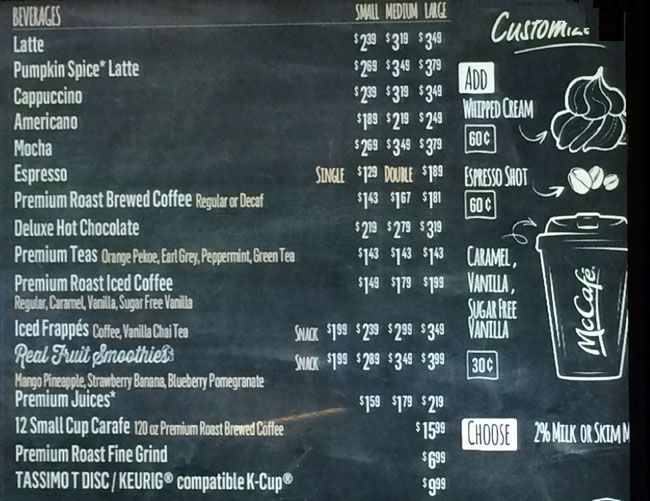 BEVERAGES SMALL MEDIUM LARGE
Latte $2.39 $3.19 $3.49
Pumpkin Spice* Latte $2.69 $3.49 $3.79
Cappuccino $2.39 $3.19 $3.49
Americano $1.89 $2.19 $2.49
Mocha $2.69 $3.49 $3.79
Espresso SINGLE $1.29 DOUBLE $1.89
Premium Roast Brewed Coffee Regular or Decaf $1.43 $1.67 $1.81
Deluxe Hot Chocolate $2.19 $2.79 $3.19
Premium Teas Orange Pekoe, Earl Grey, Peppermint, Green Tea $1.43 $1.43 $1.43
Premium Roast Iced Coffee $1.49 $1.79 $1.99
Regular, Caramel, Vanilla, Sugar Free Vanilla
Iced Frappés Coffee, Vanilla Chai Tea SNACK $1.99 $2.39 $2.99 $3.49
Real Fruit Smoothies SNACK $1.99 $2.89 $3.49 $3.99
Mango Pineapple, Strawberry Banana, Blueberry Pomegranate
Premium Juices* $1.59 $1.79 $2.19
12 Small Cup Carafe 120 oz Premium Roast Brewed Coffee $15.99
Premium Roast Fine Grind $6.99
TASSIMO T DISC / KEURIG® compatible K-Cup® $9.99
CUSTOMIZE
ADD
WHIPPED CREAM
60¢
ESPRESSO SHOT
60¢
CARAMEL,
VANILLA,
SUGAR FREE
VANILLA
30¢
McCafé
CHOOSE 2% MILK OR SKIM M